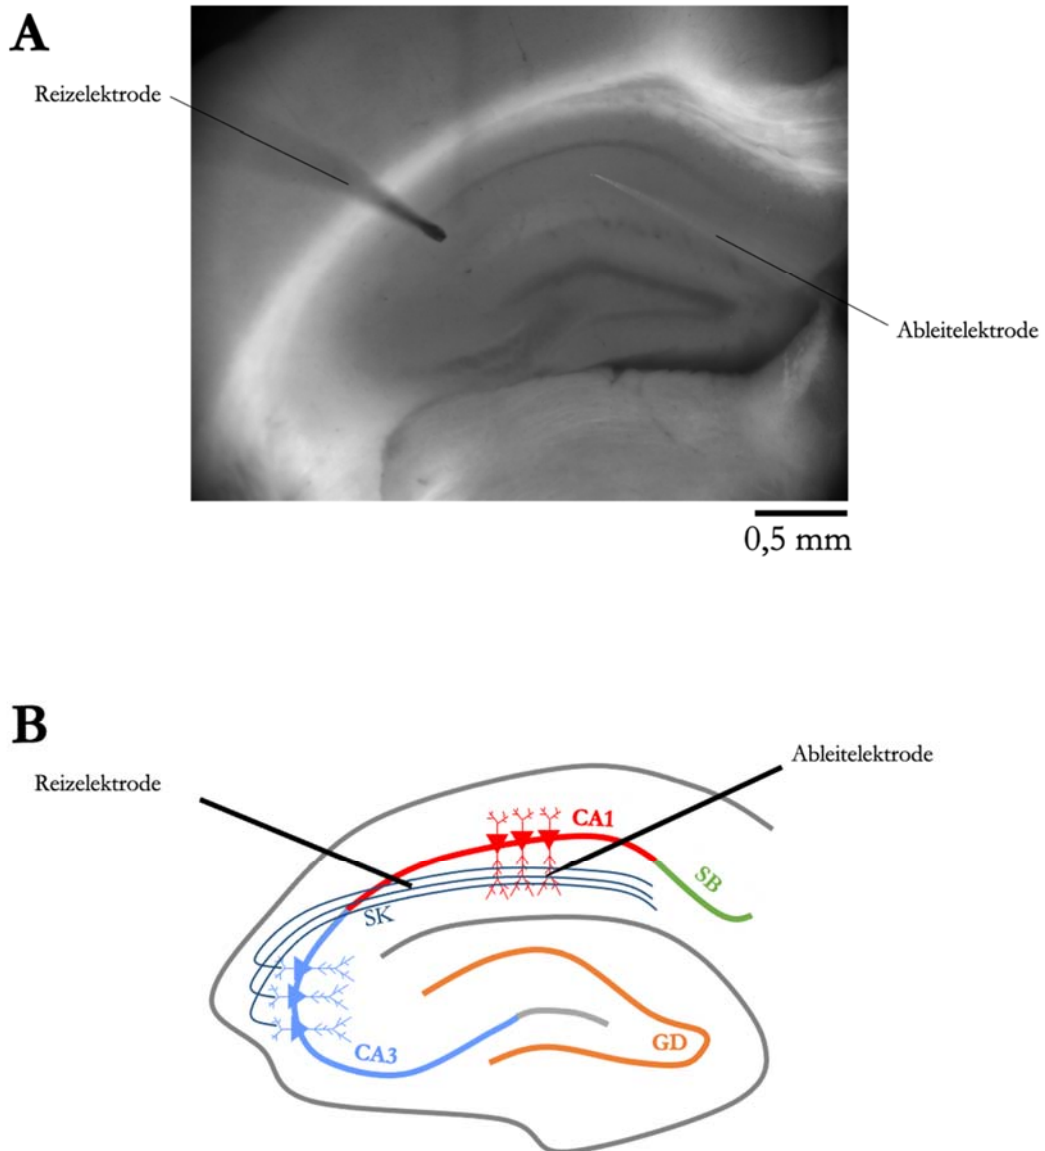 A
Reizelektrode
Ableitelektrode
0,5 mm
B
Ableitelektrode
Reizelektrode
CA1
SB
SK
CA3
GD